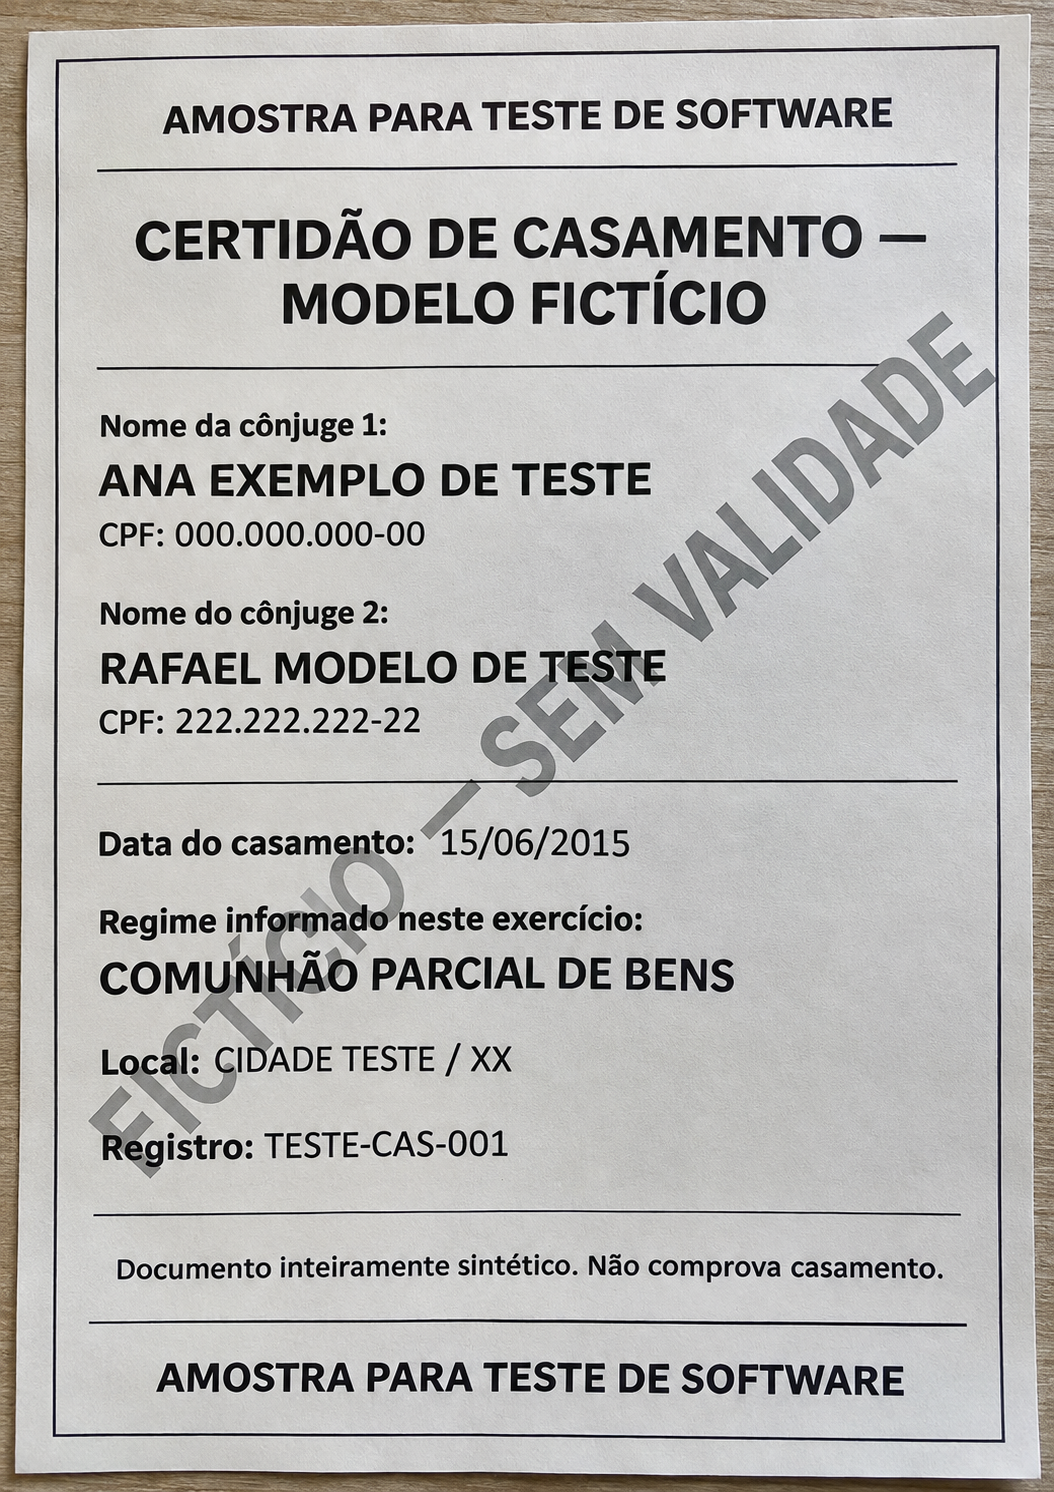 AMOSTRA PARA TESTE DE SOFTWARE
CERTIDÃO DE CASAMENTO —
MODELO FICTÍCIO
Nome da cônjuge 1:
ANA EXEMPLO DE TESTE
CPF: 000.000.000-00
Nome do cônjuge 2:
RAFAEL MODELO DE TESTE
CPF: 222.222.222-22
Data do casamento: 15/06/2015
Regime informado neste exercício:
COMUNHÃO PARCIAL DE BENS
Local: CIDADE TESTE / XX
Registro: TESTE-CAS-001
Documento inteiramente sintético. Não comprova casamento.
AMOSTRA PARA TESTE DE SOFTWARE
FICTÍCIO — SEM VALIDADE